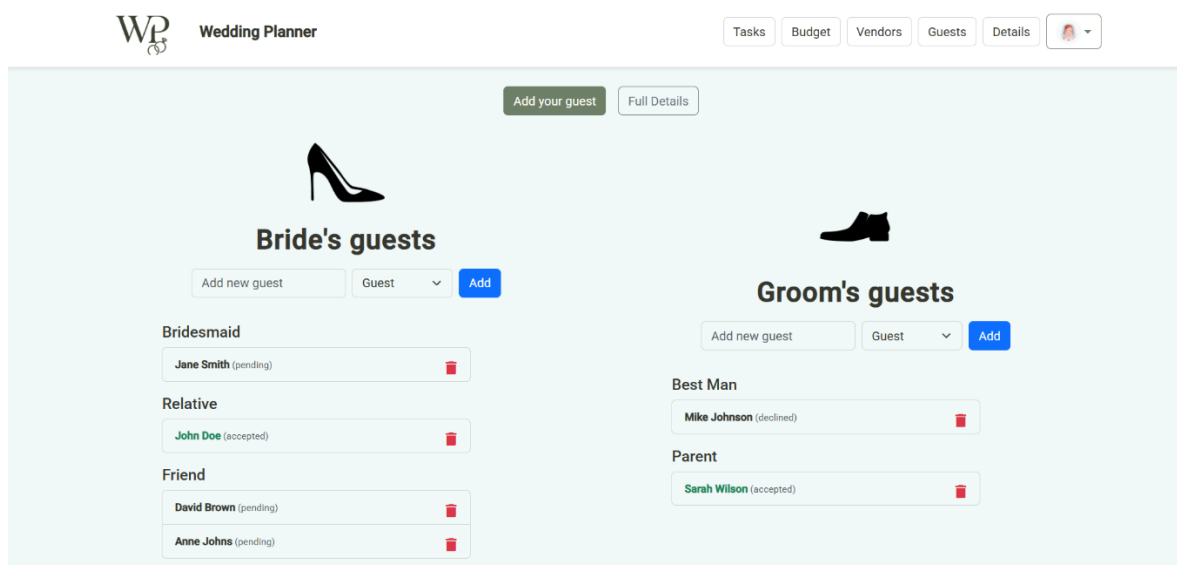 WP Wedding Planner Tasks Budget Vendors Guests Details
Add your guest Full Details
Bride's guests
Add new guest Guest Add
Bridesmaid
Jane Smith (pending)
Relative
John Doe (accepted)
Friend
David Brown (pending)
Anne Johns (pending)
Groom's guests
Add new guest Guest Add
Best Man
Mike Johnson (declined)
Parent
Sarah Wilson (accepted)